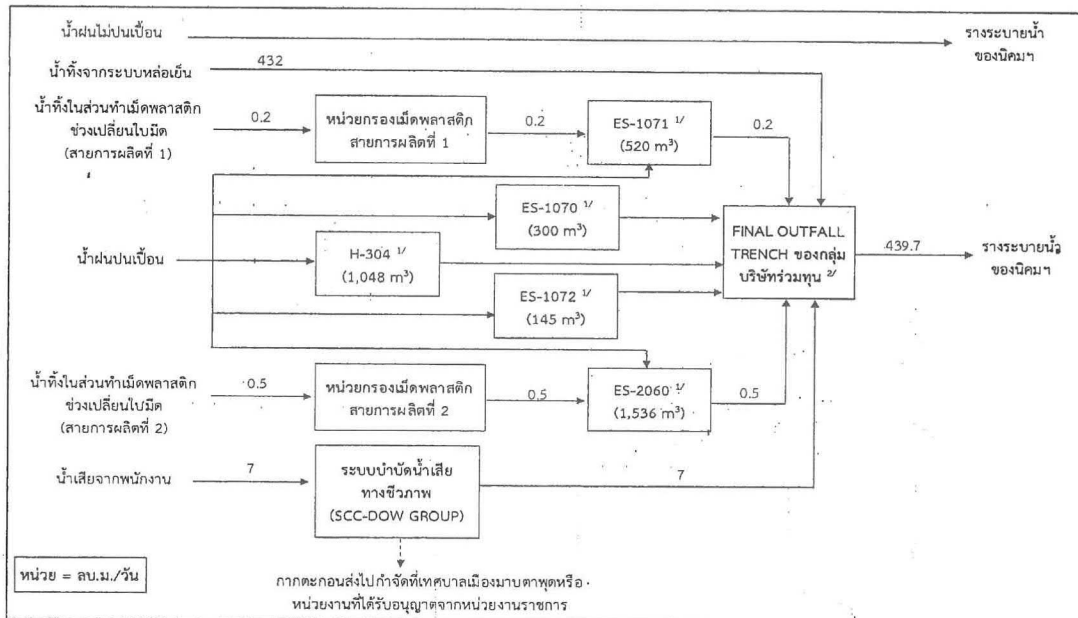 น้ำฝนไม่ปนเปื้อน
รางระบายน้ำ
ของนิคมฯ
น้ำทิ้งจากระบบหล่อเย็น
432
น้ำทิ้งในส่วนทำเม็ดพลาสติก
ช่วงเปลี่ยนใบมีด
(สายการผลิตที่ 1)
0.2
หน่วยกรองเม็ดพลาสติก
สายการผลิตที่ 1
0.2
ES-1071 1/
(520 m³)
0.2
ES-1070 1/
(300 m³)
น้ำฝนปนเปื้อน
H-304 1/
(1,048 m³)
ES-1072 1/
(145 m³)
FINAL OUTFALL
TRENCH ของกลุ่ม
บริษัทร่วมทุน 2/
439.7
รางระบายน้ำ
ของนิคมฯ
น้ำทิ้งในส่วนทำเม็ดพลาสติก
ช่วงเปลี่ยนใบมีด
(สายการผลิตที่ 2)
0.5
หน่วยกรองเม็ดพลาสติก
สายการผลิตที่ 2
0.5
ES-2060 1/
(1,536 m³)
0.5
น้ำเสียจากพนักงาน
7
ระบบบำบัดน้ำเสีย
ทางชีวภาพ
(SCC-DOW GROUP)
7
หน่วย = ลบ.ม./วัน
กากตะกอนส่งไปกำจัดที่เทศบาลเมืองมาบตาพุดหรือ
หน่วยงานที่ได้รับอนุญาตจากหน่วยงานราชการ